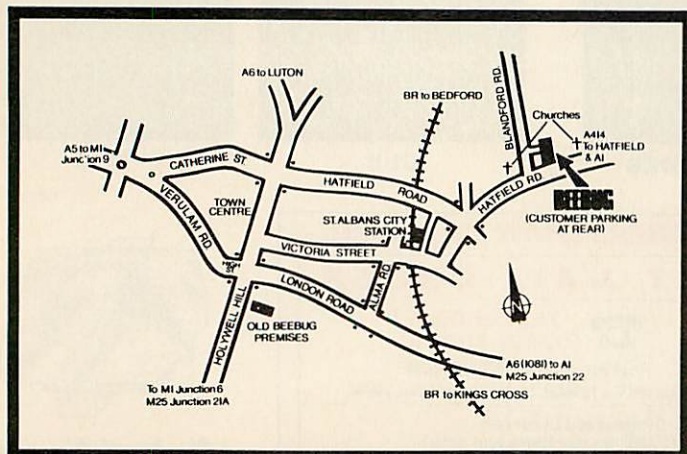 A6 to LUTON
BR to BEDFORD
BLANDFORD RD.
Churches
A414
To HATFIELD
& A1
A5 to M1
Junction 9
CATHERINE ST.
HATFIELD
ROAD
HATFIELD RD
BEEBUG
(CUSTOMER PARKING
AT REAR)
VERULAM RD.
TOWN
CENTRE
ST.ALBANS CITY
STATION
VICTORIA STREET
HIGH
ST.
ALMA RD.
LONDON ROAD
HOLYWELL HILL
OLD BEEBUG
PREMISES
N
A6 (1081) to A1
M25 Junction 22
To M1 Junction 6
M25 Junction 21A
BR to KINGS CROSS